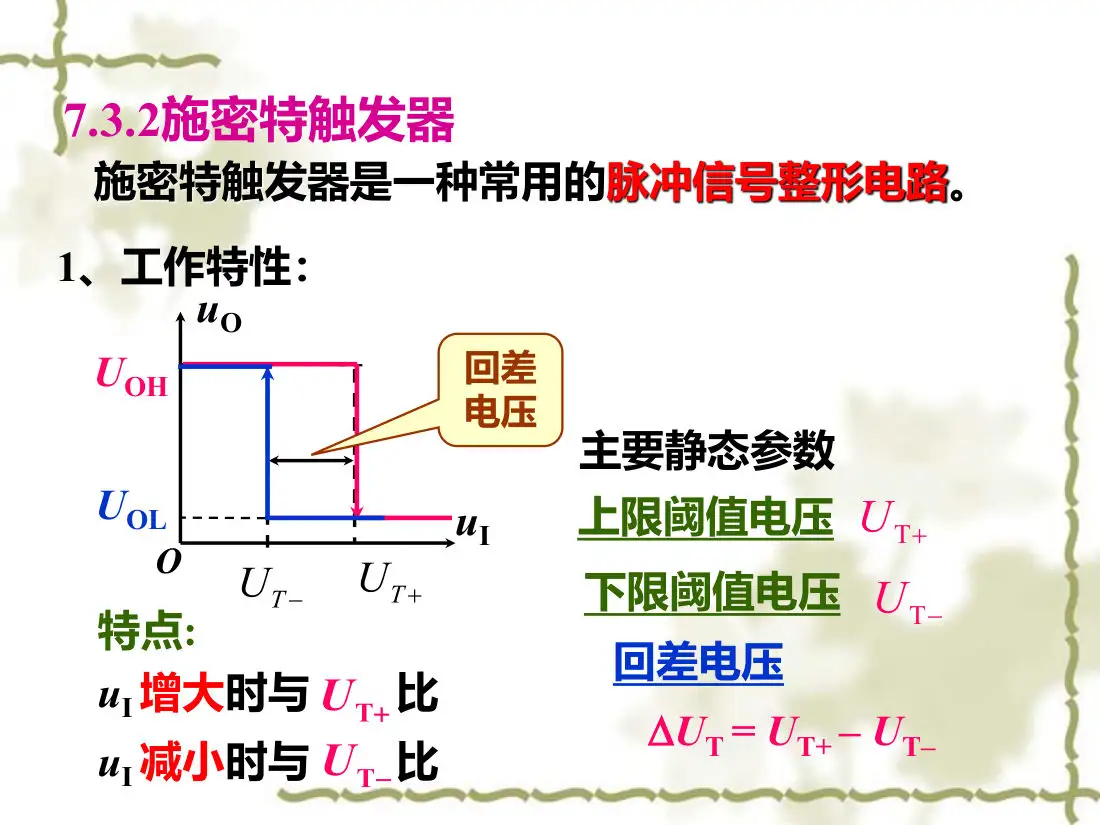 7.3.2施密特触发器
施密特触发器是一种常用的脉冲信号整形电路。
1、工作特性：
uO
UOH
回差
电压
UOL
uI
O
UT−
UT+
主要静态参数
上限阈值电压 UT+
下限阈值电压 UT−
回差电压
ΔUT = UT+ − UT−
特点:
uI 增大时与 UT+ 比
uI 减小时与 UT− 比